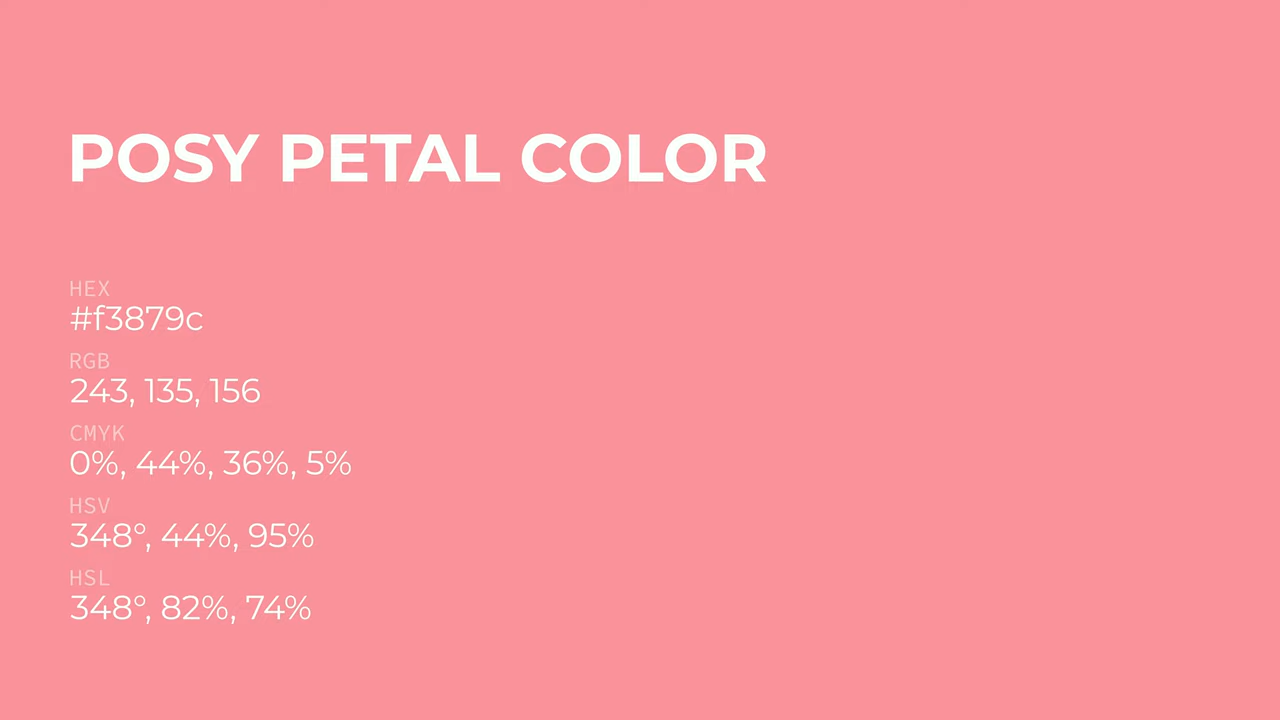 POSY PETAL COLOR
HEX
#f3879c
RGB
243, 135, 156
CMYK
0%, 44%, 36%, 5%
HSV
348°, 44%, 95%
HSL
348°, 82%, 74%